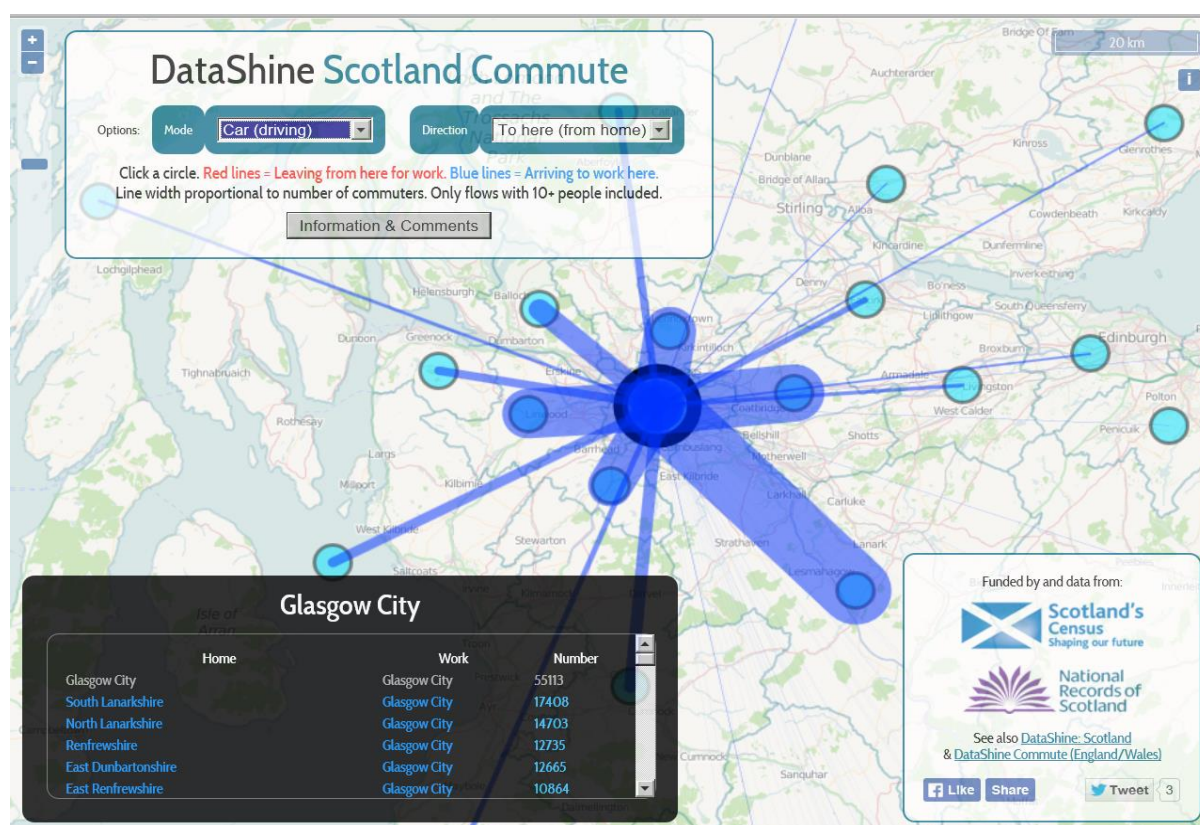 +
-
DataShine Scotland Commute
Options: Mode Car (driving) Direction To here (from home)
Click a circle. Red lines = Leaving from here for work. Blue lines = Arriving to work here.
Line width proportional to number of commuters. Only flows with 10+ people included.
Information & Comments
20 km
i
Auchterarder
Kinross
Glenrothes
Dunblane
Bridge of Allan
Stirling
Alloa
Cowdenbeath
Kirkcaldy
Kincardine
Dunfermline
Lochgilphead
Inverkeithing
Helensburgh
Balloch
Denny
Bo'ness
South Queensferry
Linlithgow
Dunoon
Greenock
Dumbarton
Kirkintilloch
Broxburn
Edinburgh
Tighnabruaich
Erskine
Armadale
Livingston
Linwood
Coatbridge
West Calder
Polton
Rothesay
Penicuik
Barrhead
Bellshill
Shotts
Motherwell
Largs
East Kilbride
Millport
Kilbirnie
Larkhall
Carluke
West Kilbride
Stewarton
Strathaven
Lanark
Saltcoats
Lesmahagow
Isle of
Arran
Sanquhar
Glasgow City
Home Work Number
Glasgow City Glasgow City 55113
South Lanarkshire Glasgow City 17408
North Lanarkshire Glasgow City 14703
Renfrewshire Glasgow City 12735
East Dunbartonshire Glasgow City 12665
East Renfrewshire Glasgow City 10864
Funded by and data from:
Scotland's
Census
Shaping our future
National
Records of
Scotland
See also DataShine: Scotland
& DataShine Commute (England/Wales)
Like Share Tweet 3